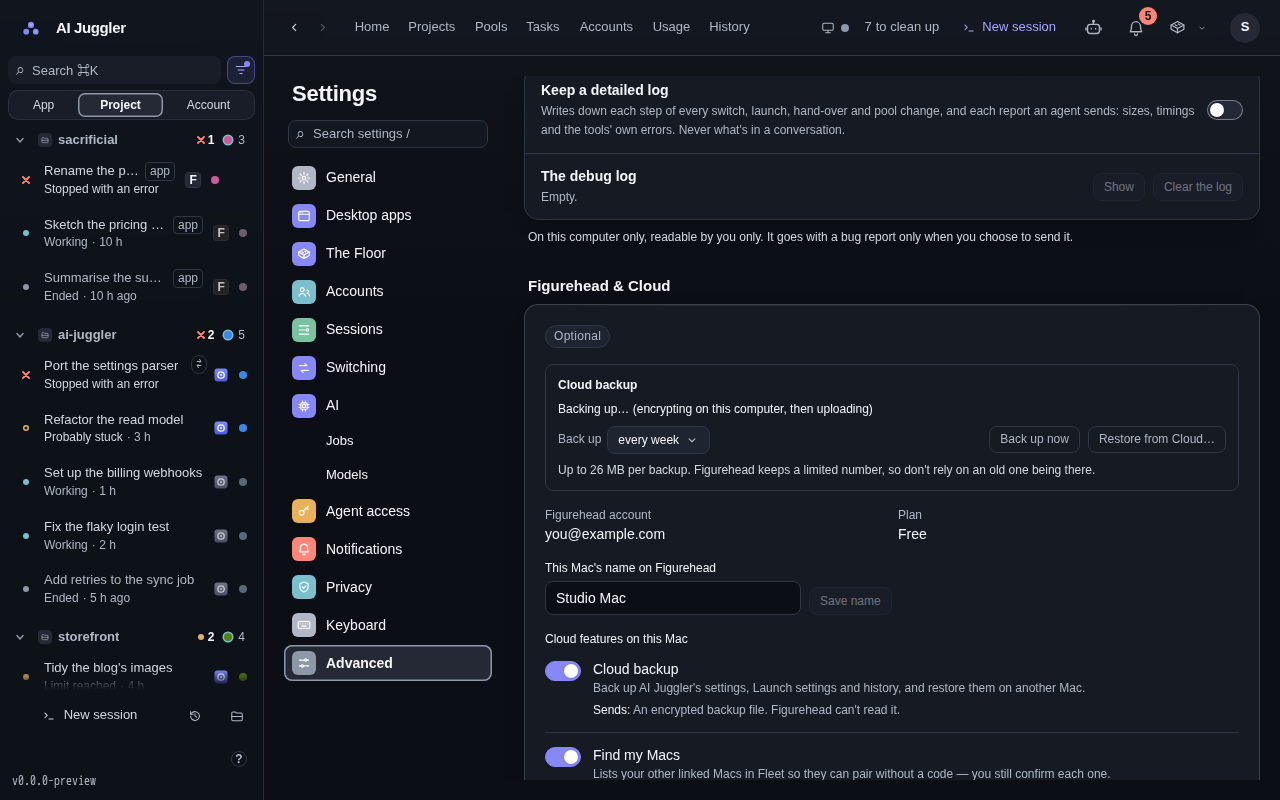 AI Juggler
Search ⌘K
App
Project
Account
sacrificial
1
3
Rename the p…
app
Stopped with an error
F
Sketch the pricing …
app
Working · 10 h
F
Summarise the su…
app
Ended · 10 h ago
F
ai-juggler
2
5
Port the settings parser
Stopped with an error
Refactor the read model
Probably stuck · 3 h
Set up the billing webhooks
Working · 1 h
Fix the flaky login test
Working · 2 h
Add retries to the sync job
Ended · 5 h ago
storefront
2
4
Tidy the blog's images
Limit reached · 4 h
New session
?
v0.0.0-preview
Home
Projects
Pools
Tasks
Accounts
Usage
History
7 to clean up
New session
5
S
Settings
Search settings /
General
Desktop apps
The Floor
Accounts
Sessions
Switching
AI
Jobs
Models
Agent access
Notifications
Privacy
Keyboard
Advanced
Keep a detailed log
Writes down each step of every switch, launch, hand-over and pool change, and each report an agent sends: sizes, timings
and the tools' own errors. Never what's in a conversation.
The debug log
Empty.
Show
Clear the log
On this computer only, readable by you only. It goes with a bug report only when you choose to send it.
Figurehead & Cloud
Optional
Cloud backup
Backing up… (encrypting on this computer, then uploading)
Back up
every week
Back up now
Restore from Cloud…
Up to 26 MB per backup. Figurehead keeps a limited number, so don't rely on an old one being there.
Figurehead account
Plan
you@example.com
Free
This Mac's name on Figurehead
Studio Mac
Save name
Cloud features on this Mac
Cloud backup
Back up AI Juggler's settings, Launch settings and history, and restore them on another Mac.
Sends: An encrypted backup file. Figurehead can't read it.
Find my Macs
Lists your other linked Macs in Fleet so they can pair without a code — you still confirm each one.